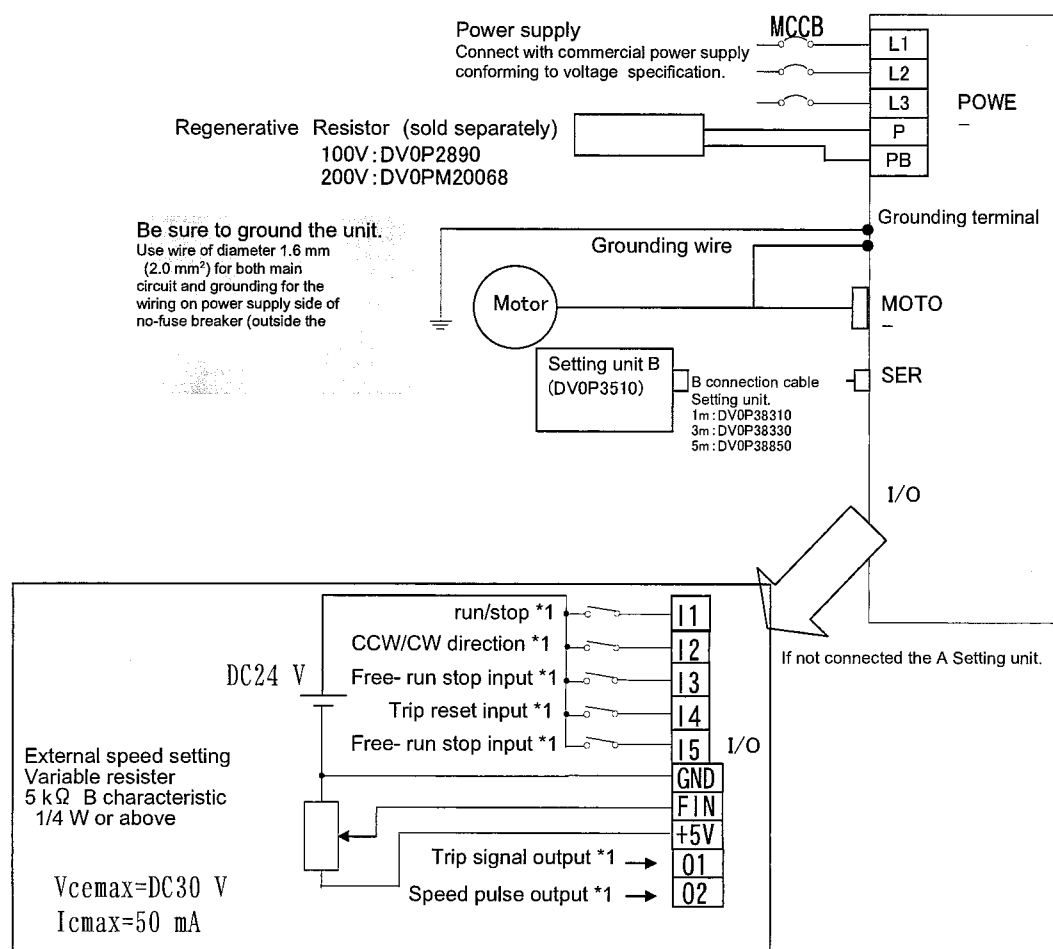 Power supply
Connect with commercial power supply
conforming to voltage specification.
MCCB
L1
L2
L3
P
PB
POWE
Regenerative Resistor (sold separately)
100V:DV0P2890
200V:DV0PM20068
Be sure to ground the unit.
Use wire of diameter 1.6 mm
(2.0 mm²) for both main
circuit and grounding for the
wiring on power supply side of
no-fuse breaker (outside the
Grounding terminal
Grounding wire
Motor
MOTO
Setting unit B
(DV0P3510)
B connection cable
Setting unit.
1m:DV0P38310
3m:DV0P38330
5m:DV0P38850
SER
I/O
If not connected the A Setting unit.
run/stop *1
CCW/CW direction *1
Free- run stop input *1
Trip reset input *1
Free- run stop input *1
DC24 V
I1
I2
I3
I4
I5
GND
FIN
+5V
O1
O2
I/O
External speed setting
Variable resister
5 kΩ B characteristic
1/4 W or above
Trip signal output *1
Speed pulse output *1
Vcemax=DC30 V
Icmax=50 mA